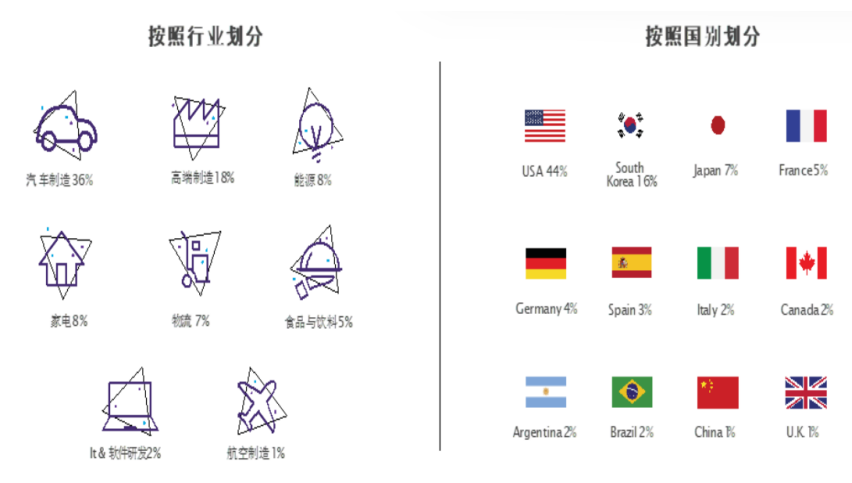 按照行业划分
汽车制造36%
高端制造18%
能源8%
家电8%
物流 7%
食品与饮料5%
It & 软件研发2%
航空制造1%
按照国别划分
USA 44%
South
Korea 16%
Japan 7%
France5%
Germany 4%
Spain 3%
Italy 2%
Canada2%
Argentina2%
Brazil 2%
China 1%
U.K. 1%